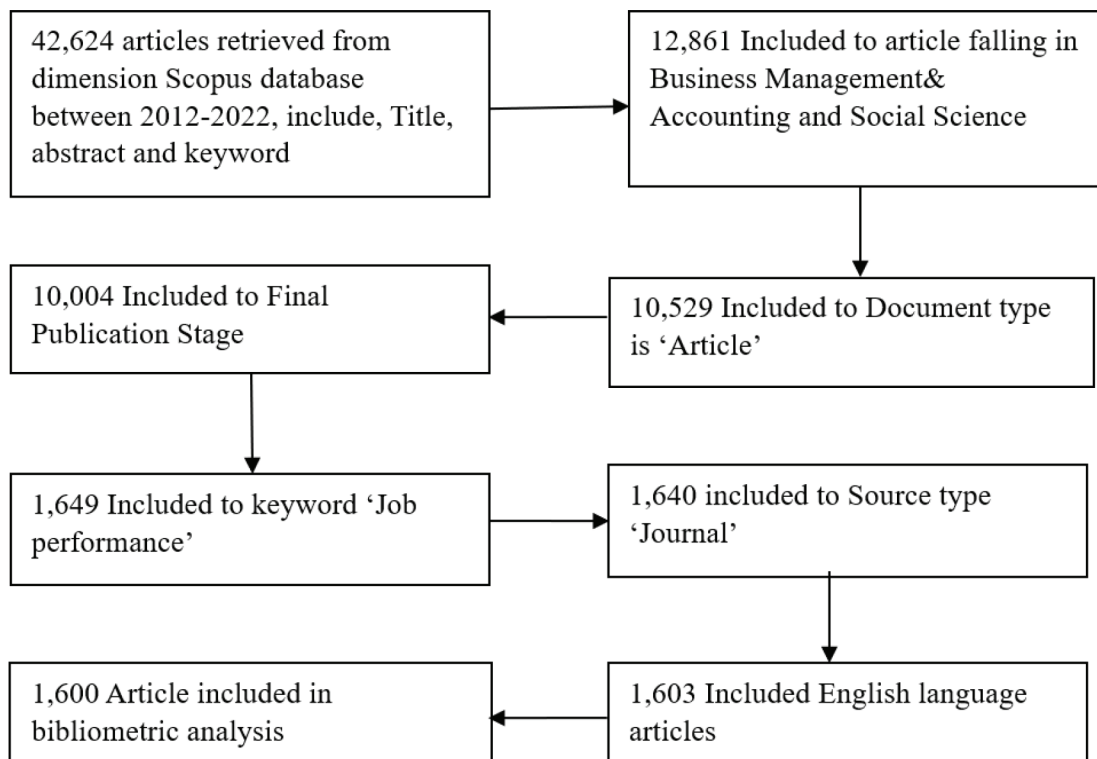 42,624 articles retrieved from
dimension Scopus database
between 2012-2022, include, Title,
abstract and keyword
12,861 Included to article falling in
Business Management&
Accounting and Social Science
10,529 Included to Document type
is ‘Article’
10,004 Included to Final
Publication Stage
1,649 Included to keyword ‘Job
performance’
1,640 included to Source type
‘Journal’
1,603 Included English language
articles
1,600 Article included in
bibliometric analysis